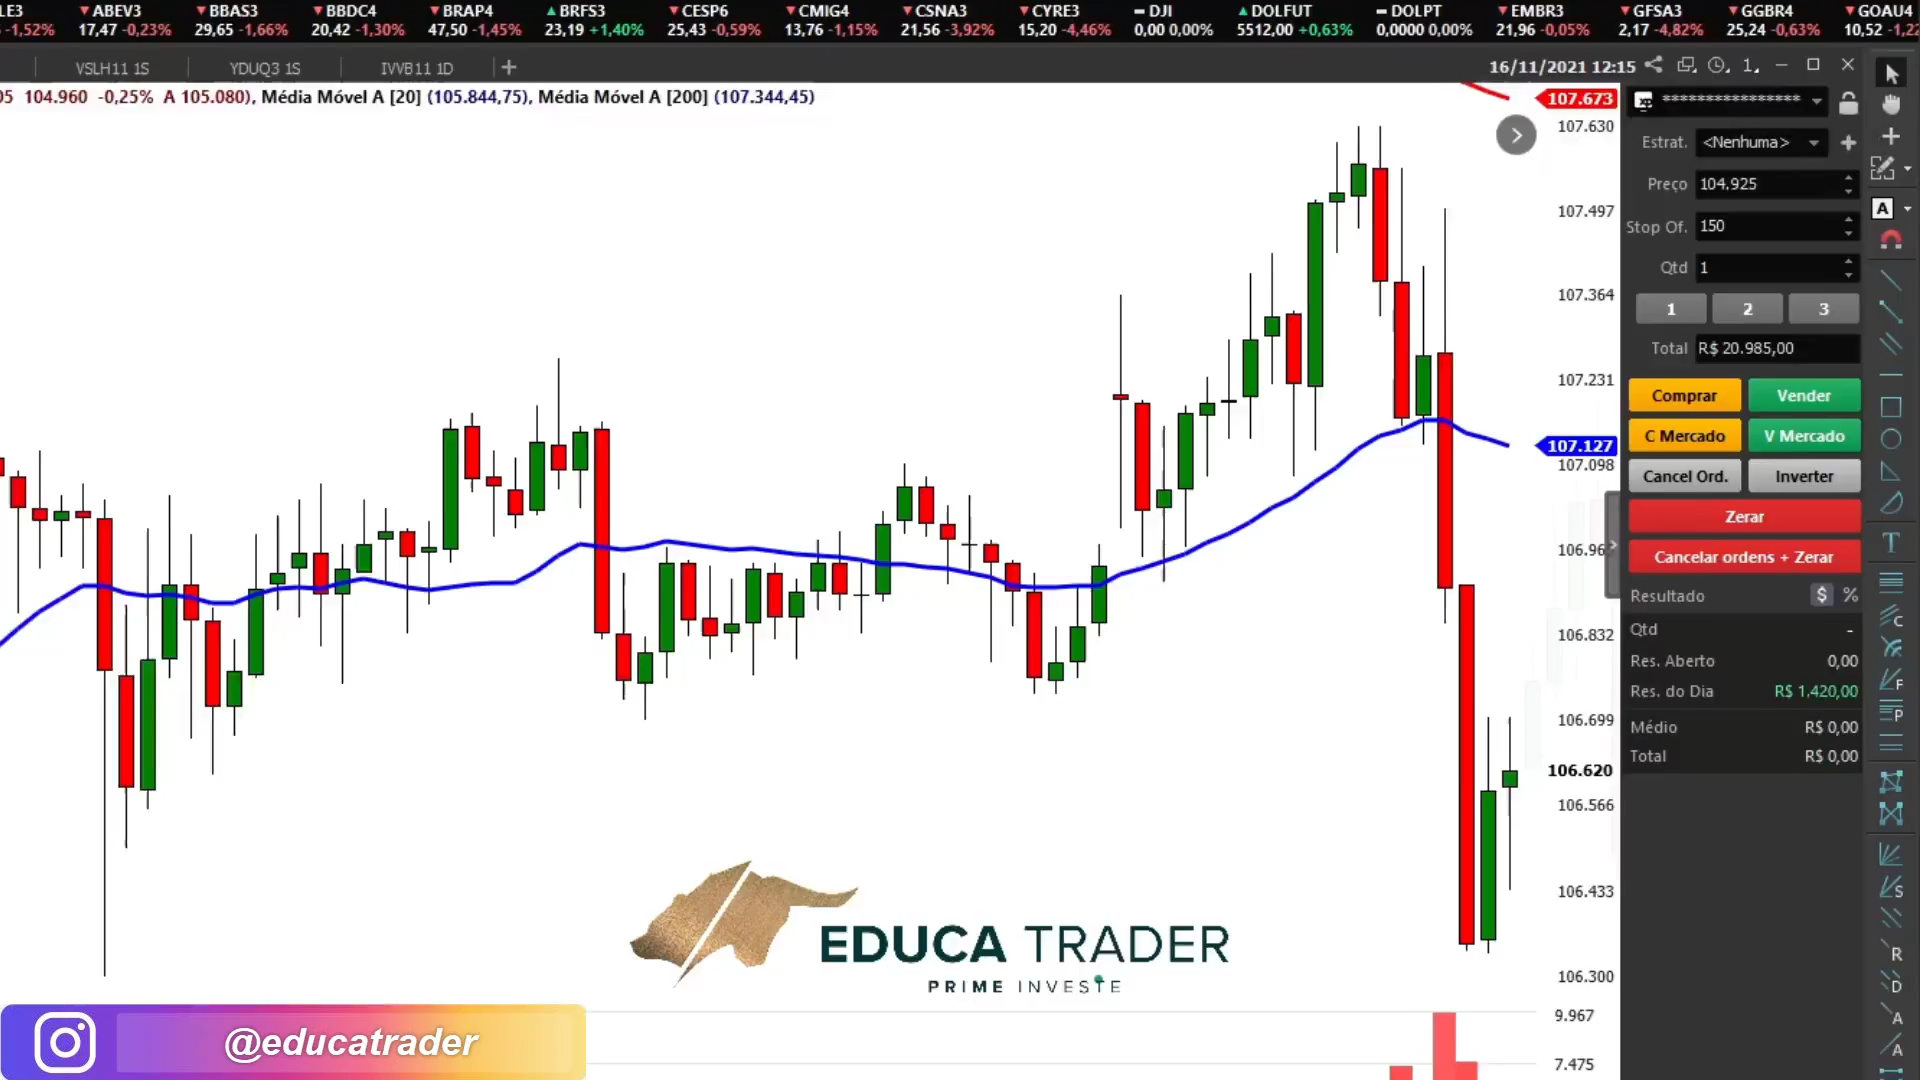 LE3 ▼ABEV3 ▼BBAS3 ▼BBDC4 ▼BRAP4 ▲BRFS3 ▼CESP6 ▼CMIG4 ▼CSNA3 ▼CYRE3 DJI ▲DOLFUT DOLPT ▼EMBR3 ▼GFSA3 ▼GGBR4 ▼GOAU4
-1,52% 17,47 -0,23% 29,65 -1,66% 20,42 -1,30% 47,50 -1,45% 23,19 +1,40% 25,43 -0,59% 13,76 -1,15% 21,56 -3,92% 15,20 -4,46% 0,00 0,00% 5512,00 +0,63% 0,0000 0,00% 21,96 -0,05% 2,17 -4,82% 25,24 -0,63% 10,52 -1,22
VSLH11 1S YDUQ3 1S IVVB11 1D + 16/11/2021 12:15 1
05 104.960 -0,25% A 105.080), Média Móvel A [20] (105.844,75), Média Móvel A [200] (107.344,45)
107.673
107.630
107.497
107.364
107.231
107.127
107.098
106.96
106.832
106.699
106.620
106.566
106.433
106.300
9.967
7.475
****************
Estrat. <Nenhuma>
Preço 104.925
Stop Of. 150
Qtd 1
1 2 3
Total R$ 20.985,00
Comprar Vender
C Mercado V Mercado
Cancel Ord. Inverter
Zerar
Cancelar ordens + Zerar
Resultado $ %
Qtd -
Res. Aberto 0,00
Res. do Dia R$ 1.420,00
Médio R$ 0,00
Total R$ 0,00
A
T
C
F
P
S
R
D
A
A
EDUCA TRADER
PRIME INVESTE
@educatrader